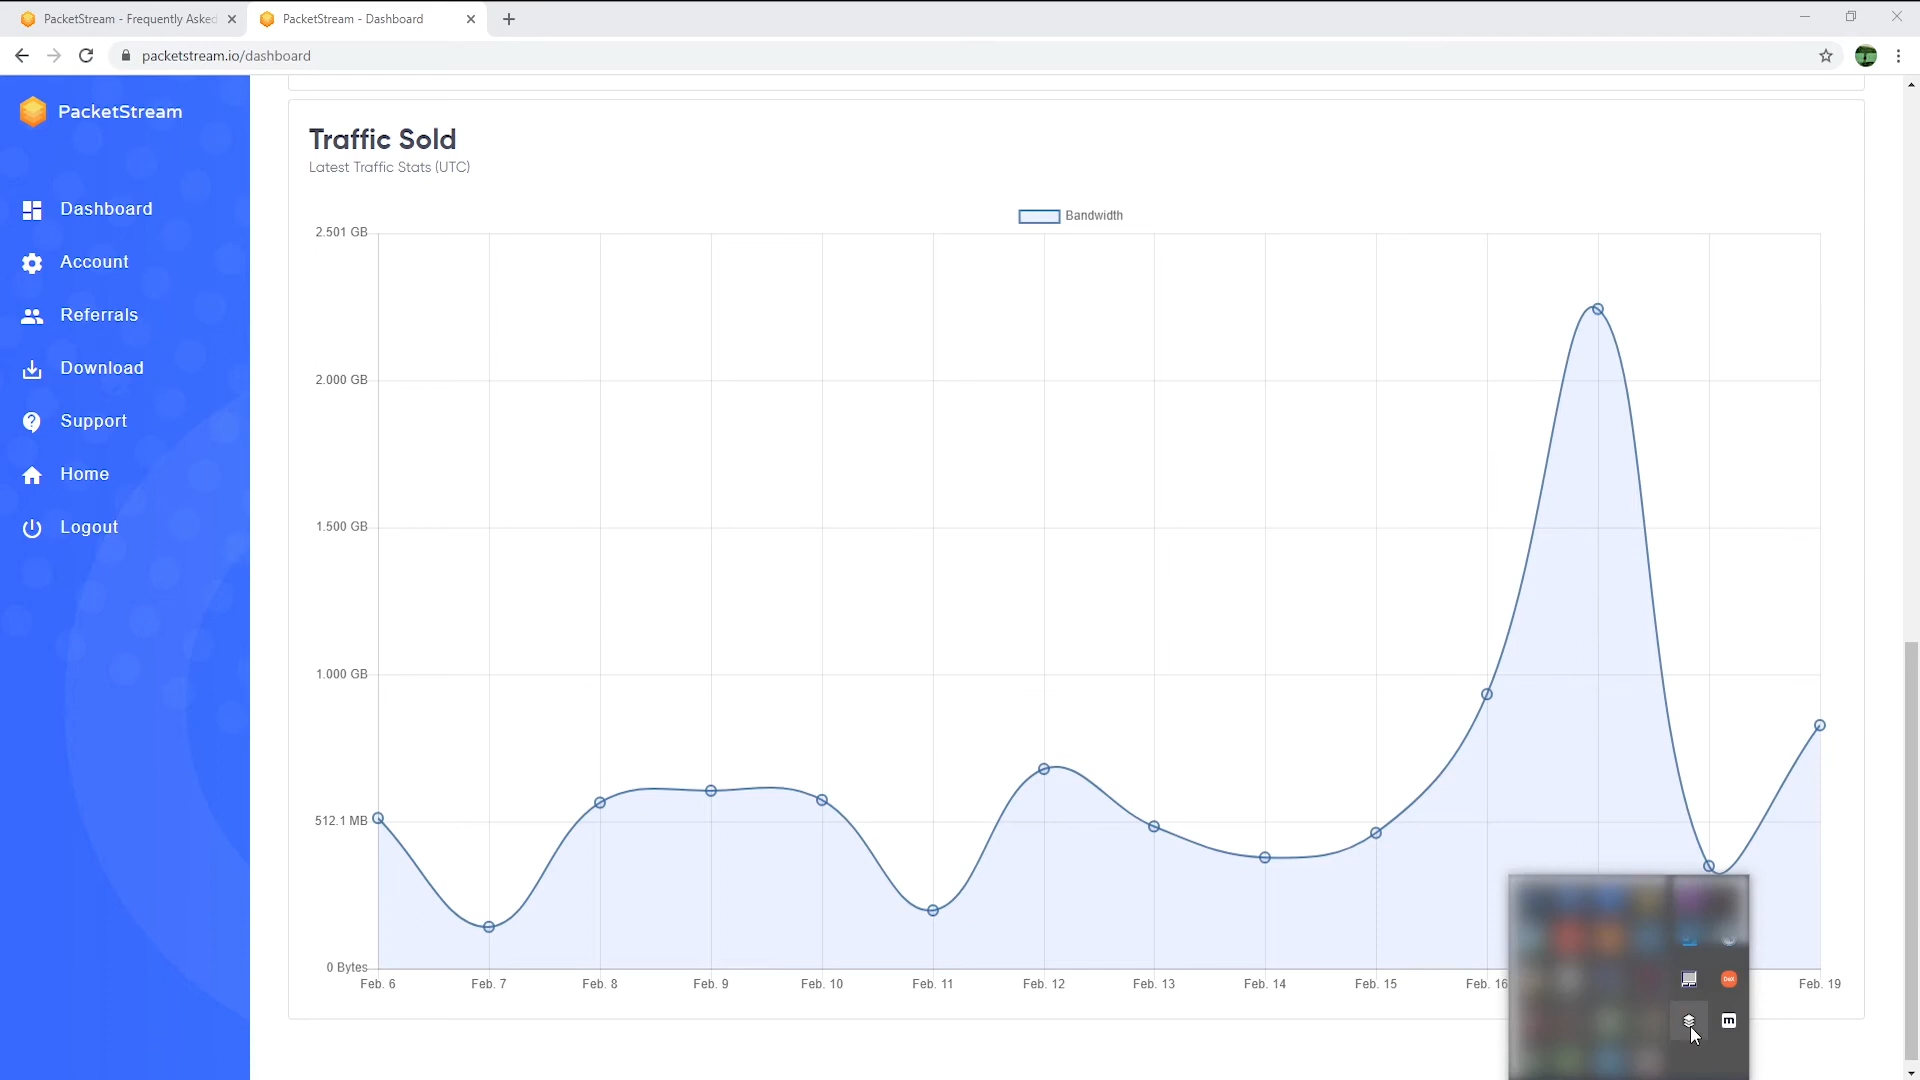 PacketStream - Frequently Asked
PacketStream - Dashboard
packetstream.io/dashboard
PacketStream
Dashboard
Account
Referrals
Download
Support
Home
Logout
Traffic Sold
Latest Traffic Stats (UTC)
Bandwidth
2.501 GB
2.000 GB
1.500 GB
1.000 GB
512.1 MB
0 Bytes
Feb. 6
Feb. 7
Feb. 8
Feb. 9
Feb. 10
Feb. 11
Feb. 12
Feb. 13
Feb. 14
Feb. 15
Feb. 16
Feb. 19
DeX
m